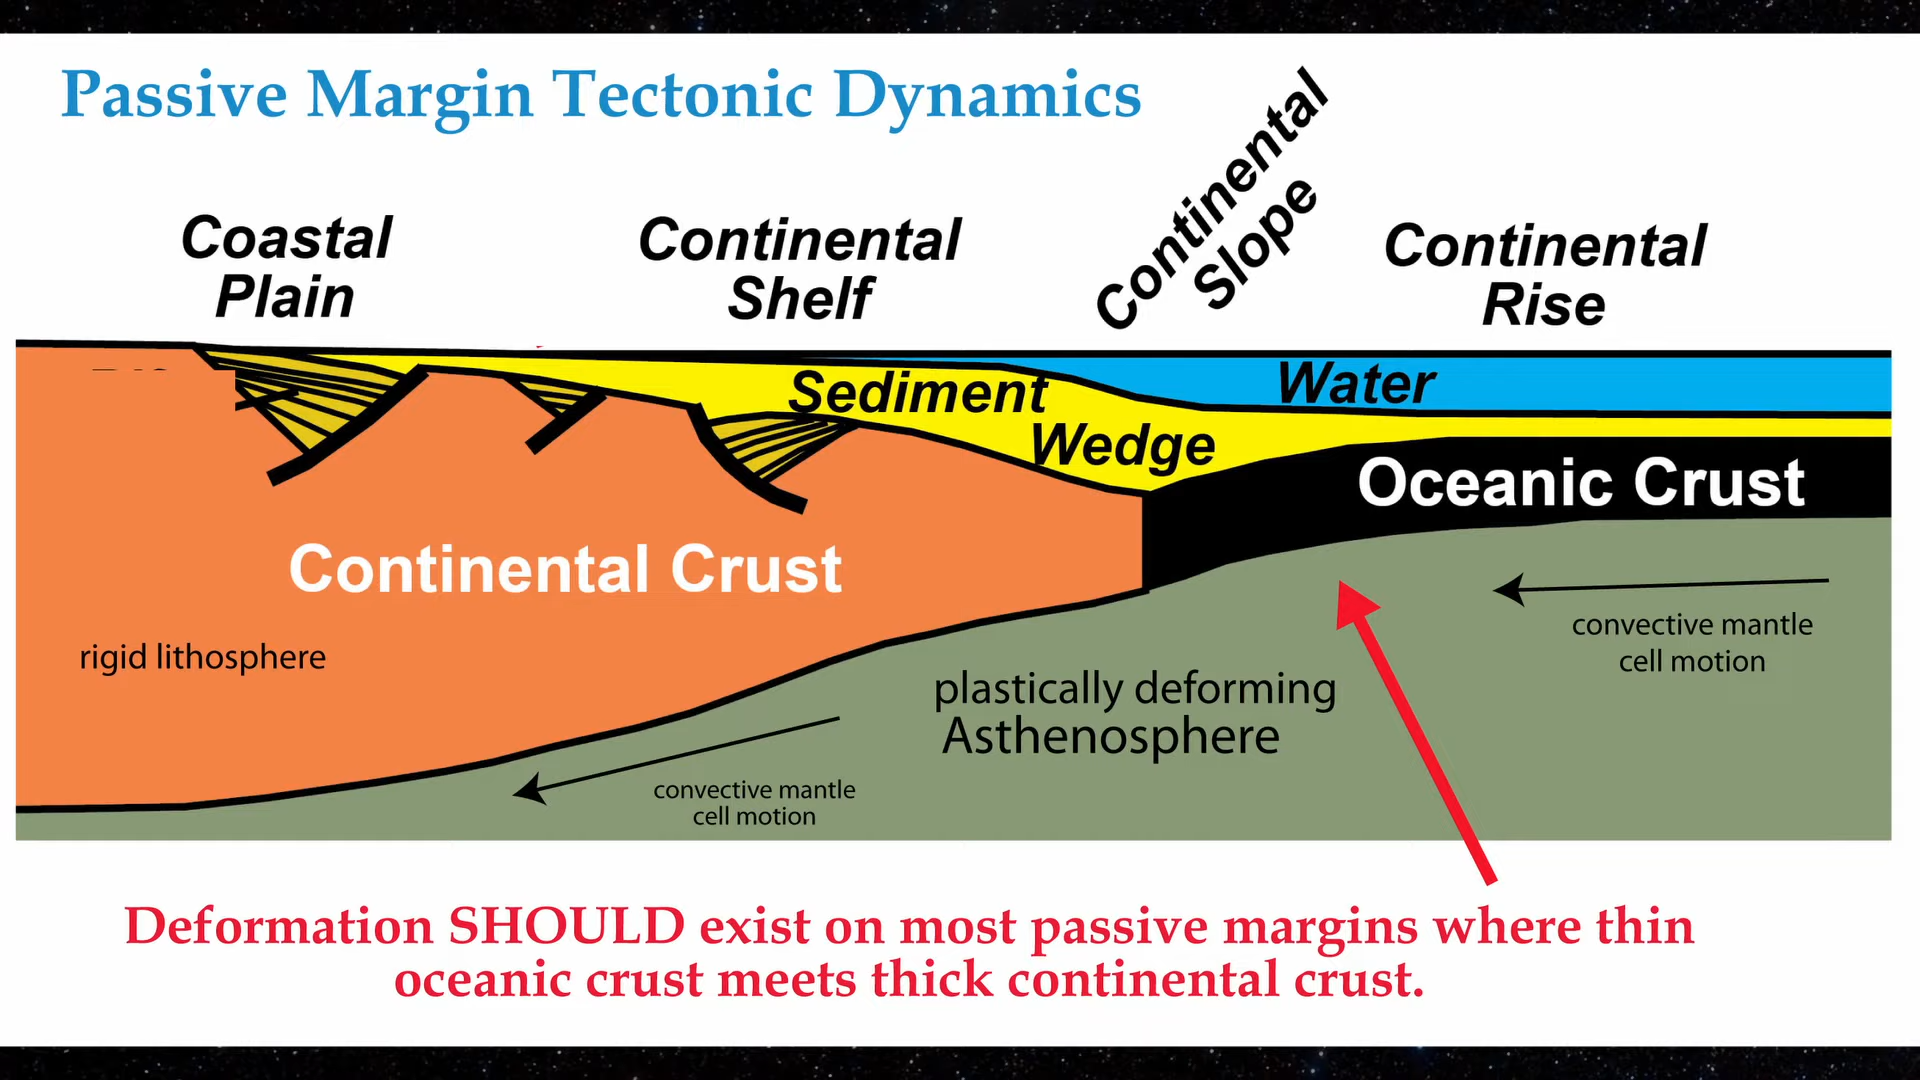 Passive Margin Tectonic Dynamics
Coastal
Plain
Continental
Shelf
Continental
Slope
Continental
Rise
Sediment
Wedge
Water
Oceanic Crust
Continental Crust
rigid lithosphere
plastically deforming
Asthenosphere
convective mantle
cell motion
convective mantle
cell motion
Deformation SHOULD exist on most passive margins where thin
oceanic crust meets thick continental crust.